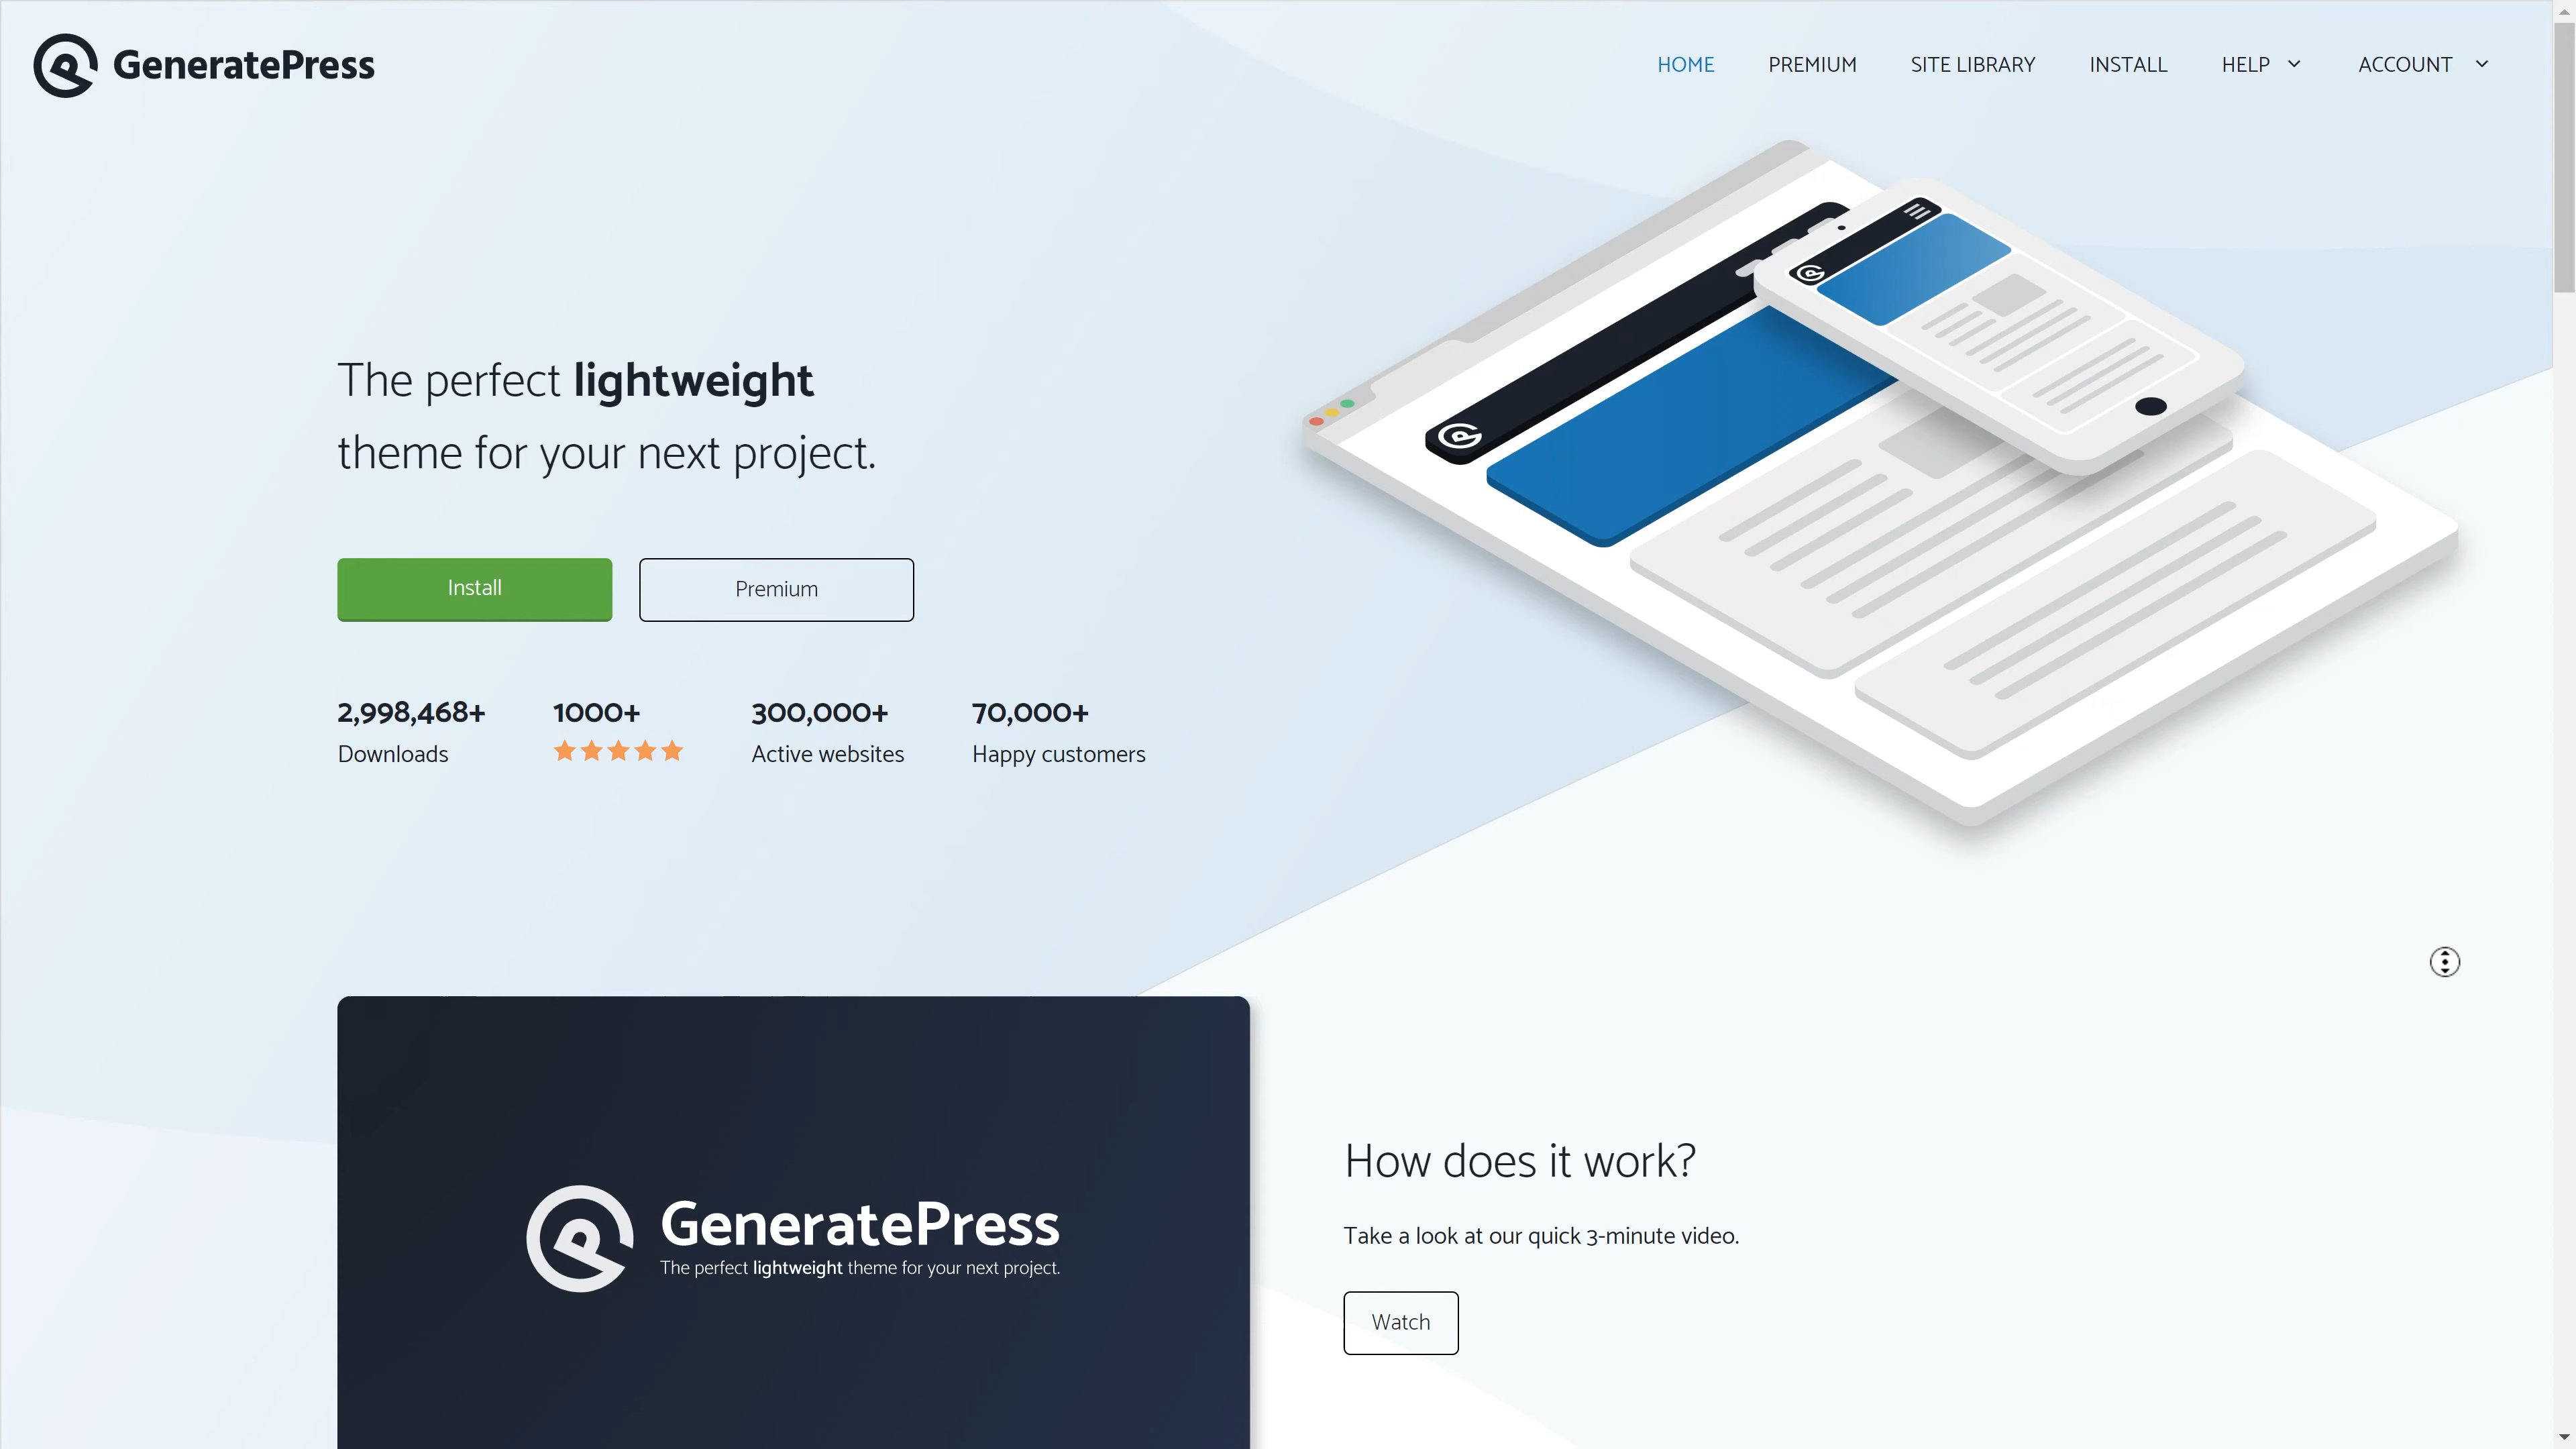 GeneratePress
HOME PREMIUM SITE LIBRARY INSTALL HELP ACCOUNT
The perfect lightweight
theme for your next project.
Install Premium
2,998,468+ 1000+ 300,000+ 70,000+
Downloads Active websites Happy customers
GeneratePress
The perfect lightweight theme for your next project.
How does it work?
Take a look at our quick 3-minute video.
Watch